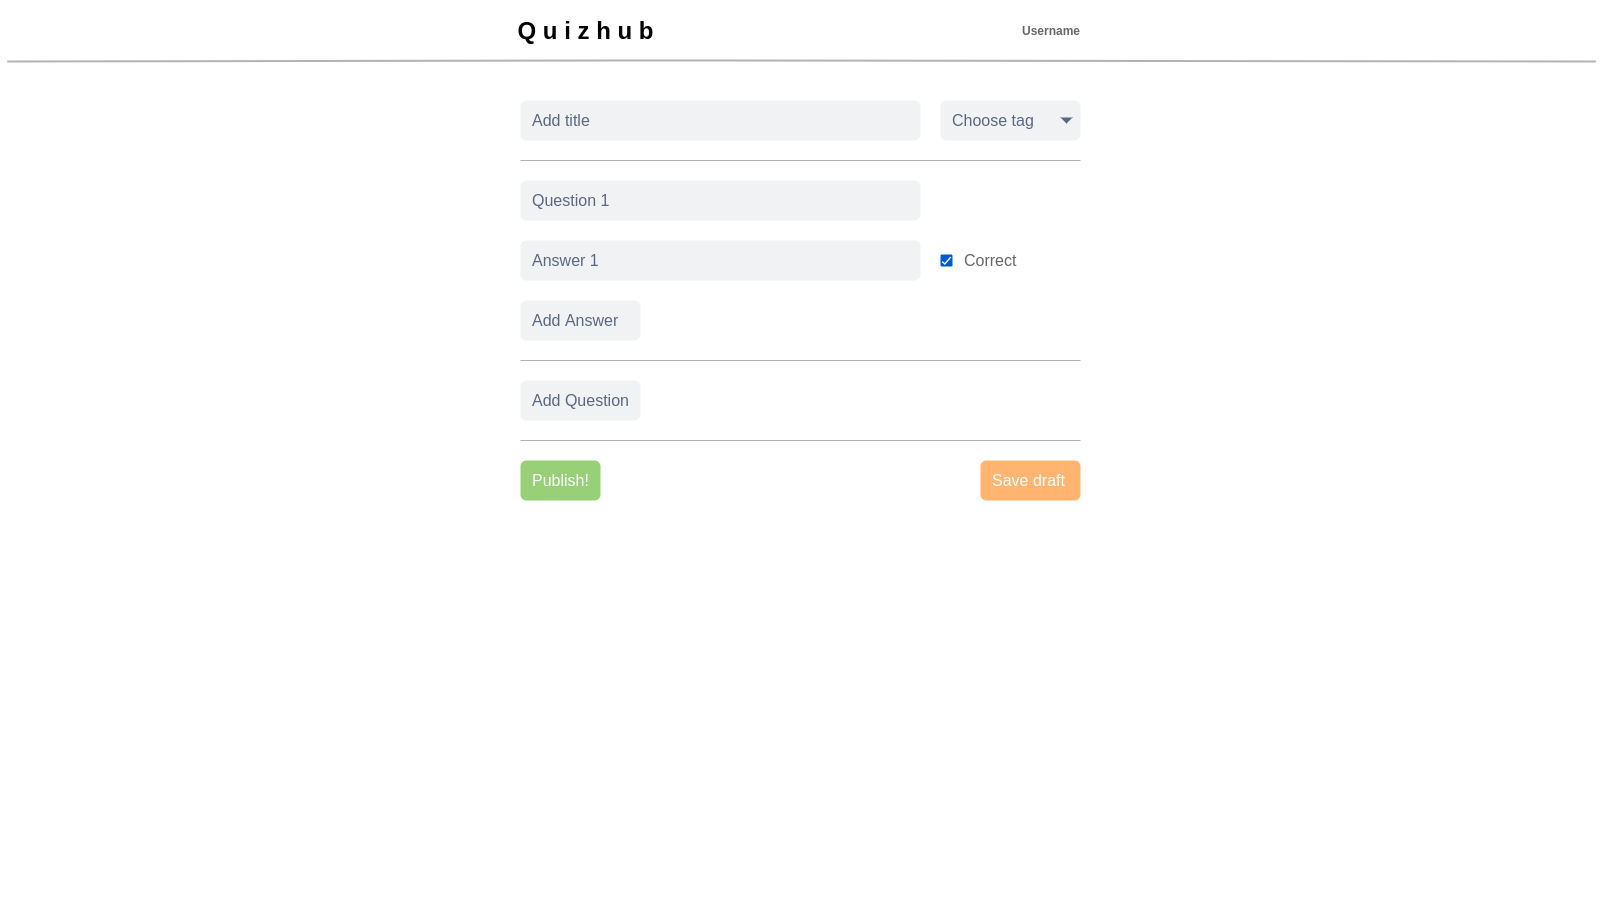 Quizhub
Username
Add title
Choose tag
Question 1
Answer 1
Correct
Add Answer
Add Question
Publish!
Save draft